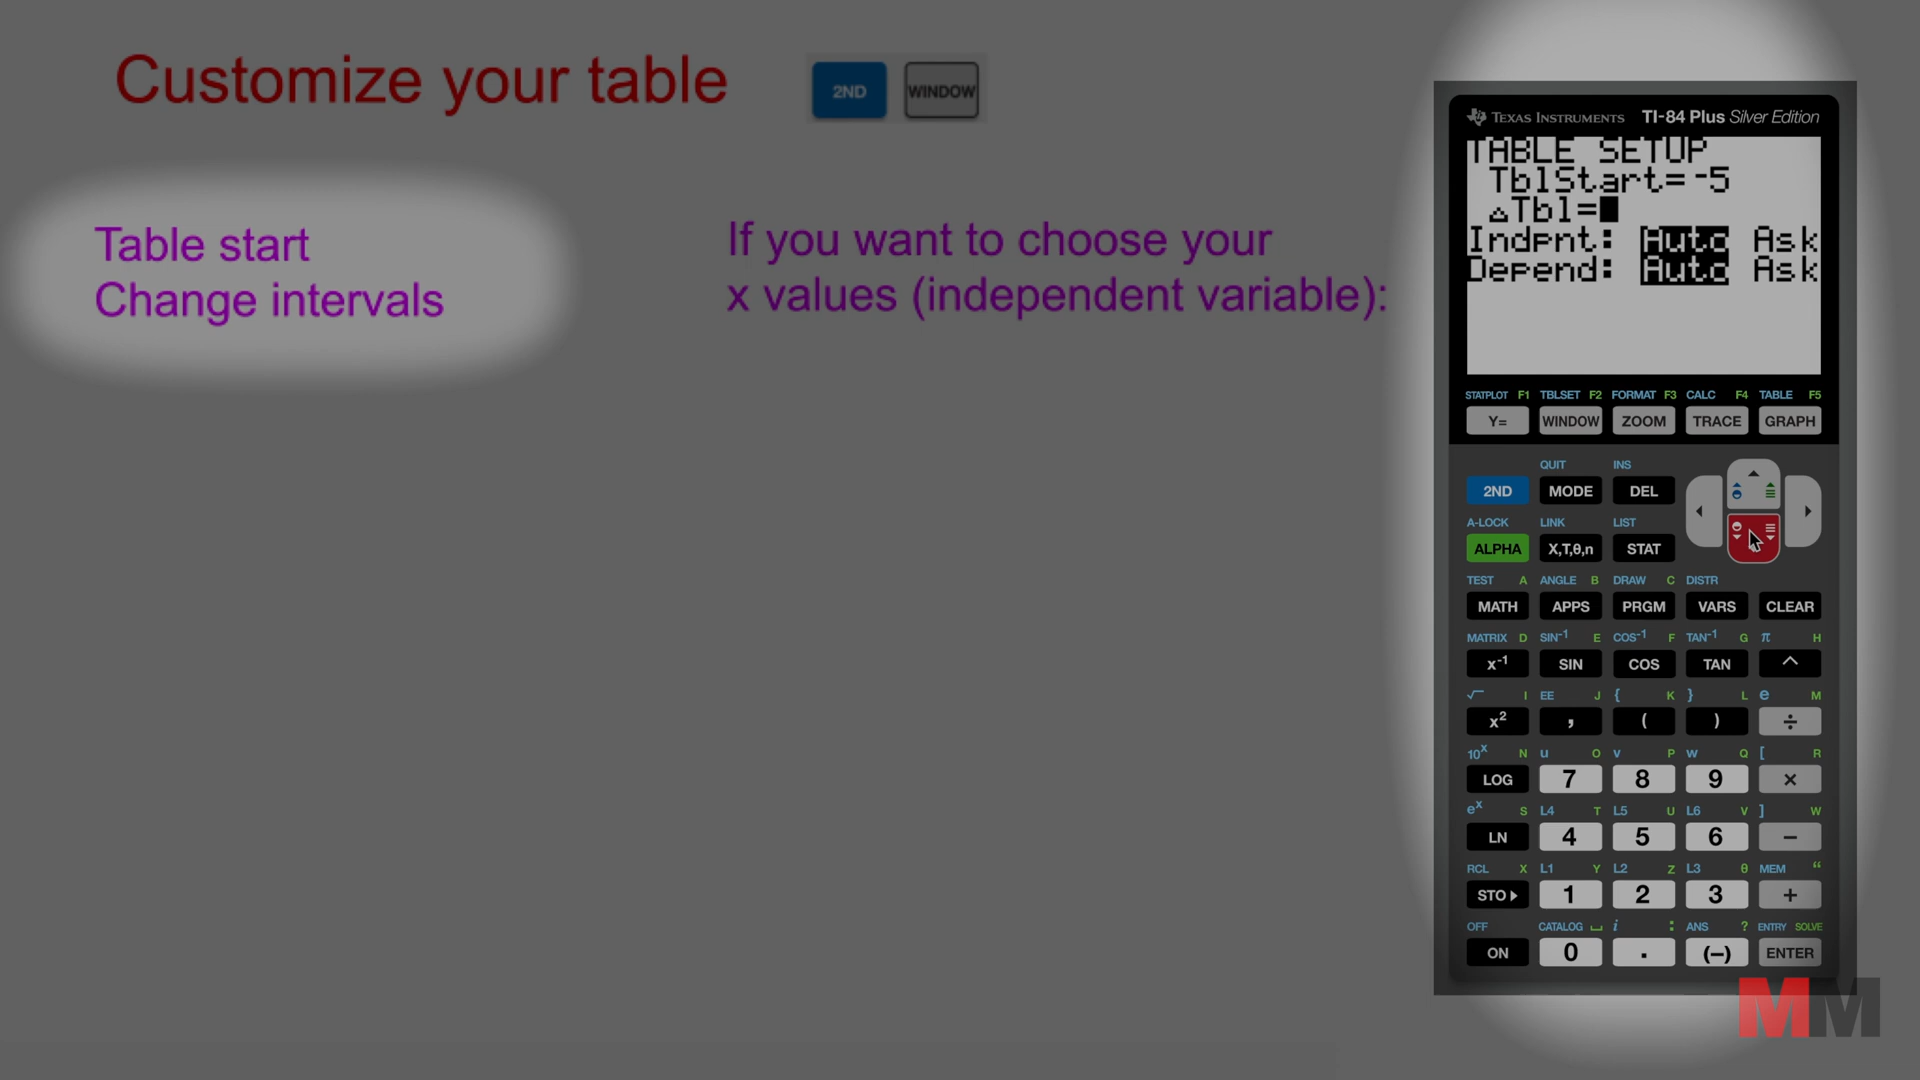 Customize your table
2ND WINDOW
Table start
Change intervals
If you want to choose your
x values (independent variable):
TEXAS INSTRUMENTS TI-84 Plus Silver Edition
TABLE SETUP
TblStart=-5
△Tbl=
Indpnt: Auto Ask
Depend: Auto Ask
STATPLOT F1 TBLSET F2 FORMAT F3 CALC F4 TABLE F5
Y= WINDOW ZOOM TRACE GRAPH
QUIT INS
2ND MODE DEL
A-LOCK LINK LIST
ALPHA X,T,θ,n STAT
TEST A ANGLE B DRAW C DISTR
MATH APPS PRGM VARS CLEAR
MATRIX D SIN⁻¹ E COS⁻¹ F TAN⁻¹ G π H
x⁻¹ SIN COS TAN ^
√ I EE J { K } L e M
x² , ( ) ÷
10ˣ N u O v P w Q [ R
LOG 7 8 9 ×
eˣ S L4 T L5 U L6 V ] W
LN 4 5 6 −
RCL X L1 Y L2 Z L3 θ MEM “
STO▶ 1 2 3 +
OFF CATALOG ⎵ i : ANS ? ENTRY SOLVE
ON 0 . (–) ENTER
MM